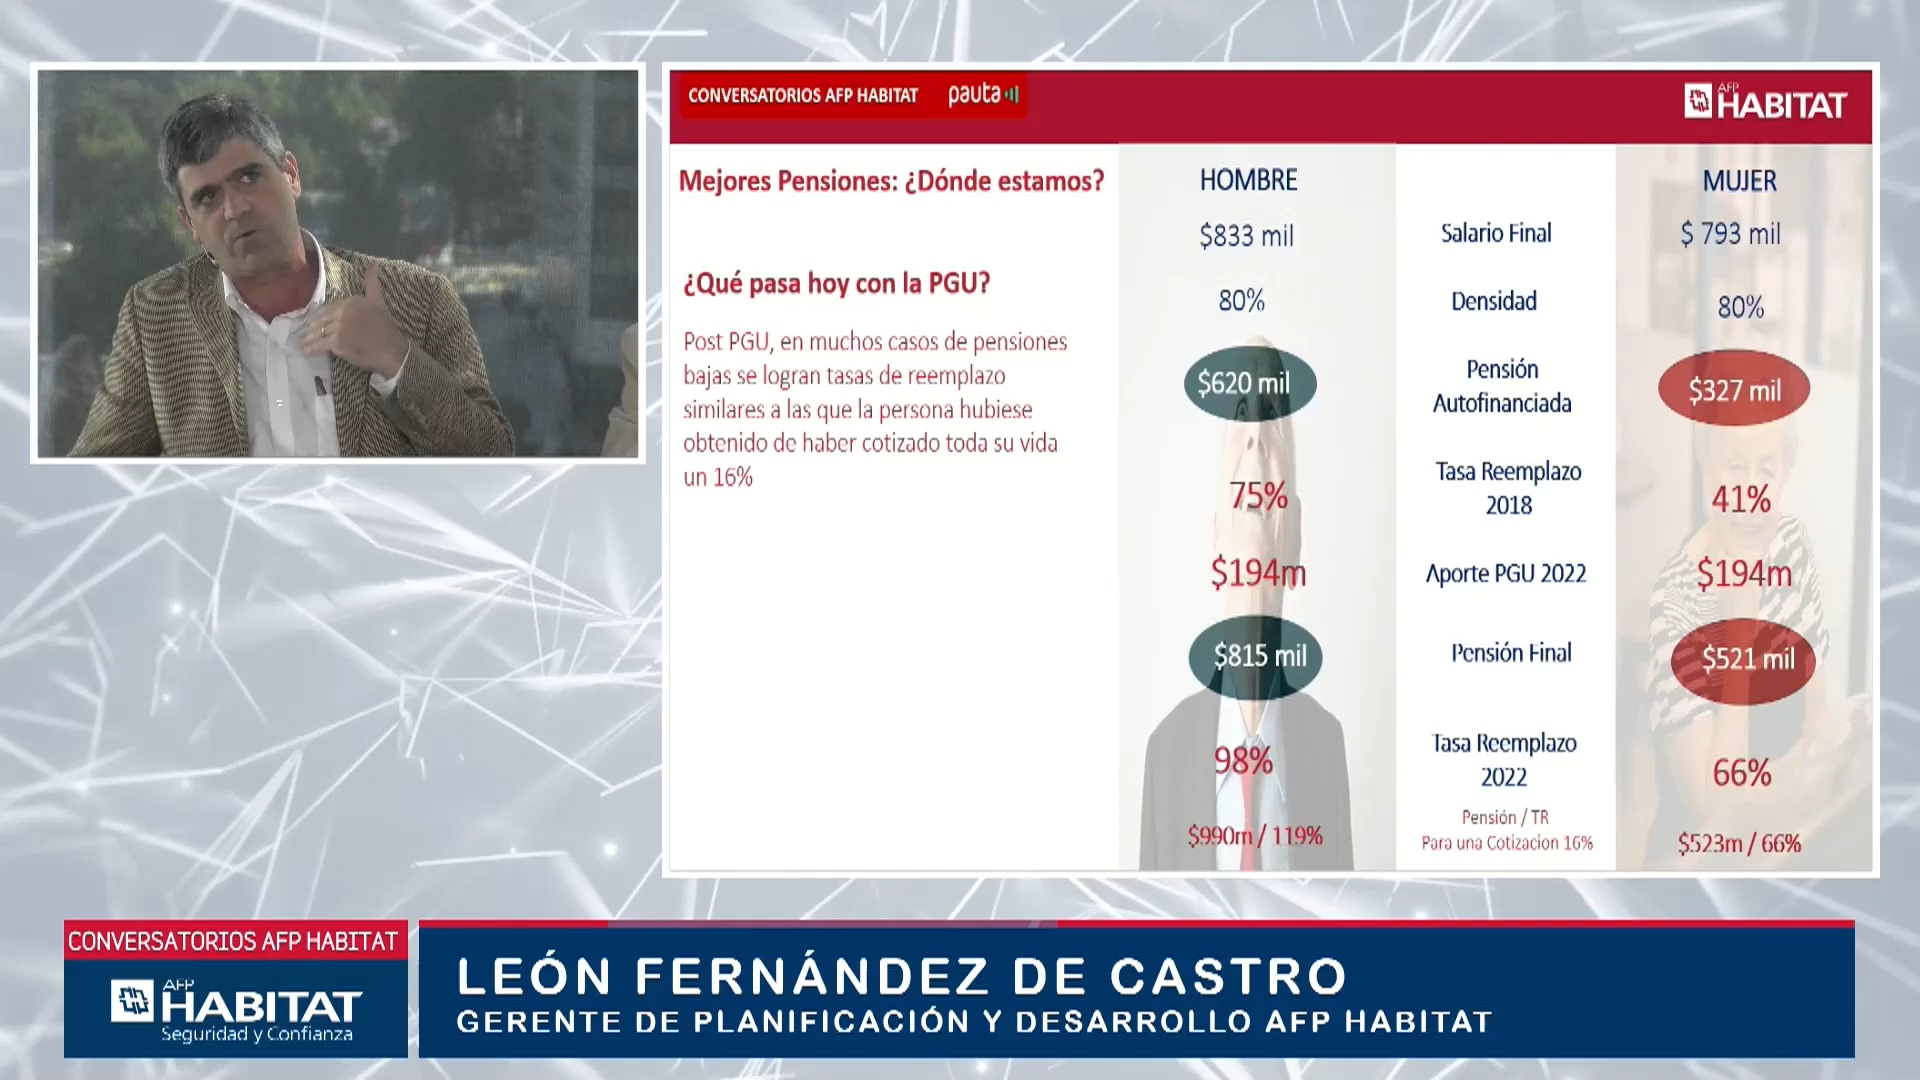 CONVERSATORIOS AFP HABITAT
pauta
AFP
HABITAT
Mejores Pensiones: ¿Dónde estamos?
¿Qué pasa hoy con la PGU?
Post PGU, en muchos casos de pensiones
bajas se logran tasas de reemplazo
similares a las que la persona hubiese
obtenido de haber cotizado toda su vida
un 16%
HOMBRE
MUJER
$833 mil
Salario Final
$ 793 mil
80%
Densidad
80%
$620 mil
Pensión
Autofinanciada
$327 mil
75%
Tasa Reemplazo
2018
41%
$194m
Aporte PGU 2022
$194m
$815 mil
Pensión Final
$521 mil
98%
Tasa Reemplazo
2022
66%
$990m / 119%
Pensión / TR
Para una Cotizacion 16%
$523m / 66%
CONVERSATORIOS AFP HABITAT
AFP
HABITAT
Seguridad y Confianza
LEÓN FERNÁNDEZ DE CASTRO
GERENTE DE PLANIFICACIÓN Y DESARROLLO AFP HABITAT